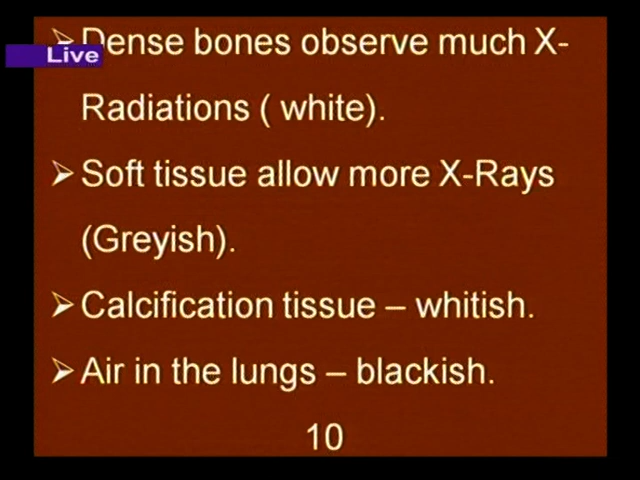 Dense bones observe much X-
Live
Radiations ( white).
Soft tissue allow more X-Rays
(Greyish).
Calcification tissue – whitish.
Air in the lungs – blackish.
10